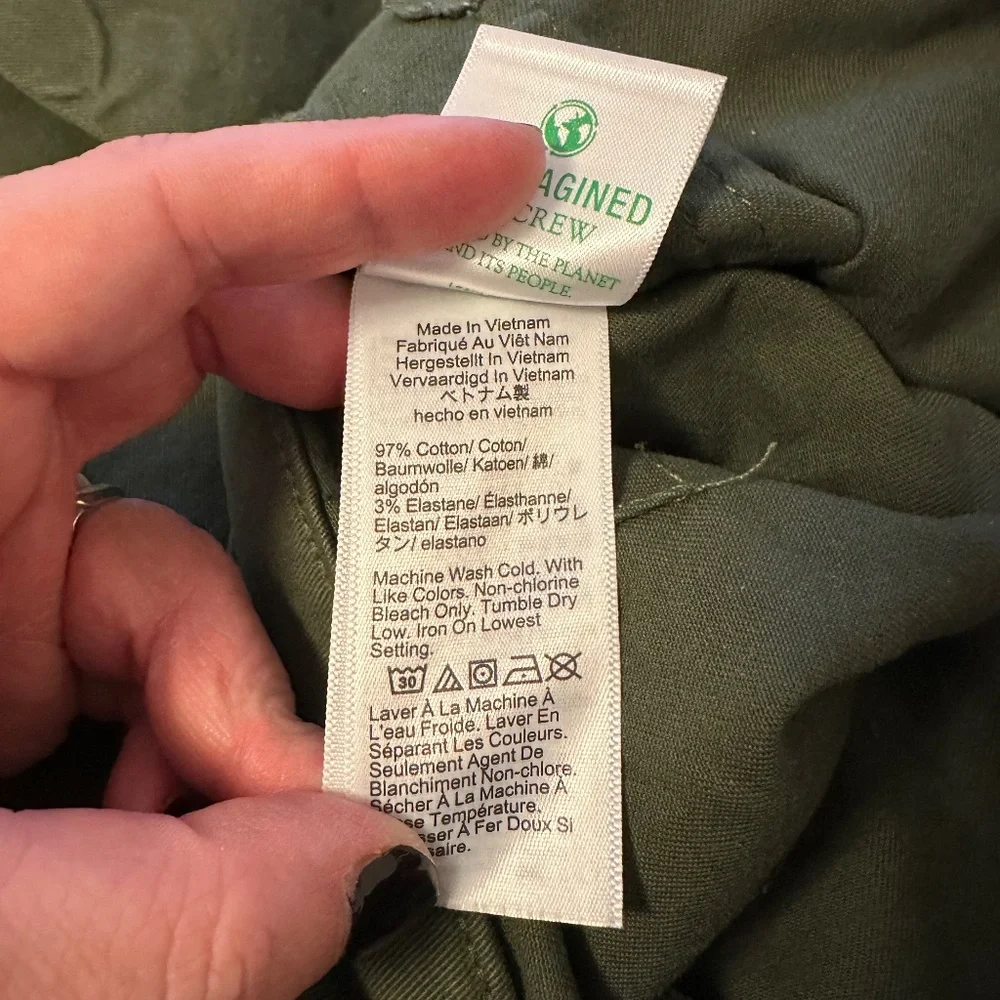 AGINED
CREW
BY THE PLANET
ND ITS PEOPLE.
Made In Vietnam
Fabriqué Au Viêt Nam
Hergestellt In Vietnam
Vervaardigd In Vietnam
ベトナム製
hecho en vietnam
97% Cotton/ Coton/
Baumwolle/ Katoen/ 綿/
algodón
3% Elastane/ Élasthanne/
Elastan/ Elastaan/ ポリウレ
タン/ elastano
Machine Wash Cold. With
Like Colors. Non-chlorine
Bleach Only. Tumble Dry
Low. Iron On Lowest
Setting.
30
Laver À La Machine À
L'eau Froide. Laver En
Séparant Les Couleurs.
Seulement Agent De
Blanchiment Non-chlore.
Sécher À La Machine À
sse Température.
sser À Fer Doux Si
saire.